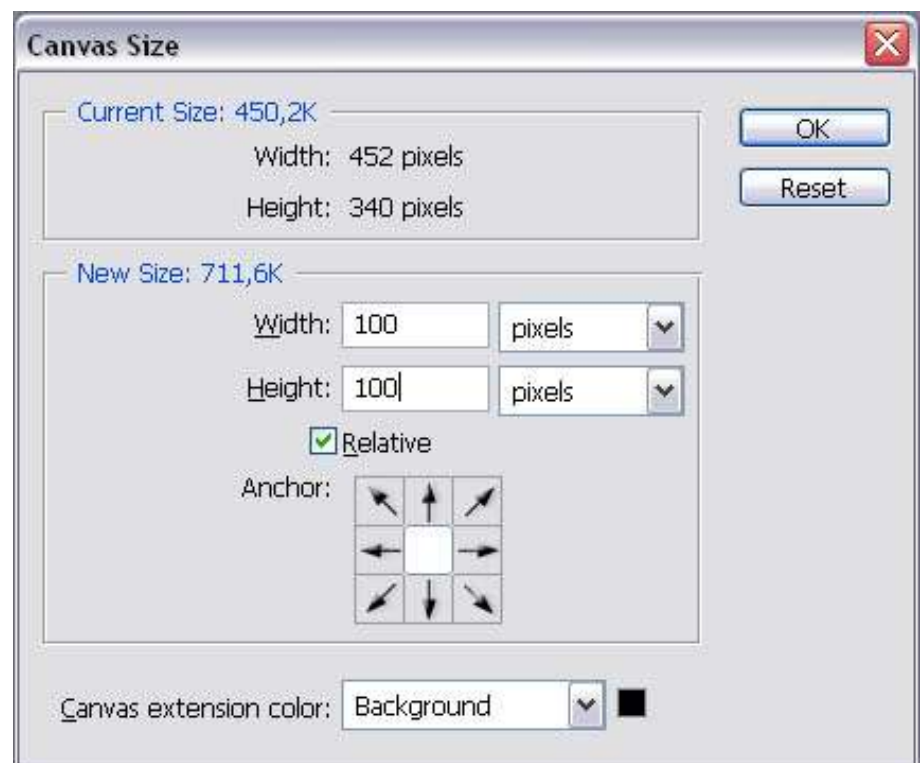 Canvas Size
Current Size: 450,2K
OK
Width: 452 pixels
Reset
Height: 340 pixels
New Size: 711,6K
Width: 100 pixels
Height: 100 pixels
Relative
Anchor:
Canvas extension color: Background